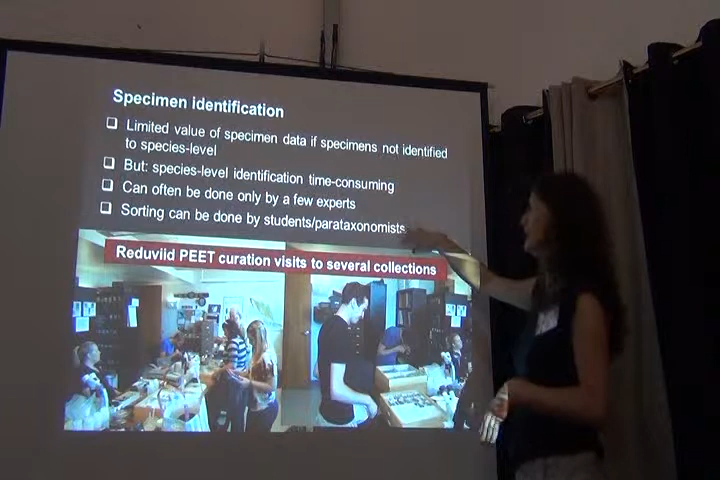 Specimen identification
❑ Limited value of specimen data if specimens not identified
to species-level
❑ But: species-level identification time-consuming
❑ Can often be done only by a few experts
❑ Sorting can be done by students/parataxonomists
Reduviid PEET curation visits to several collections